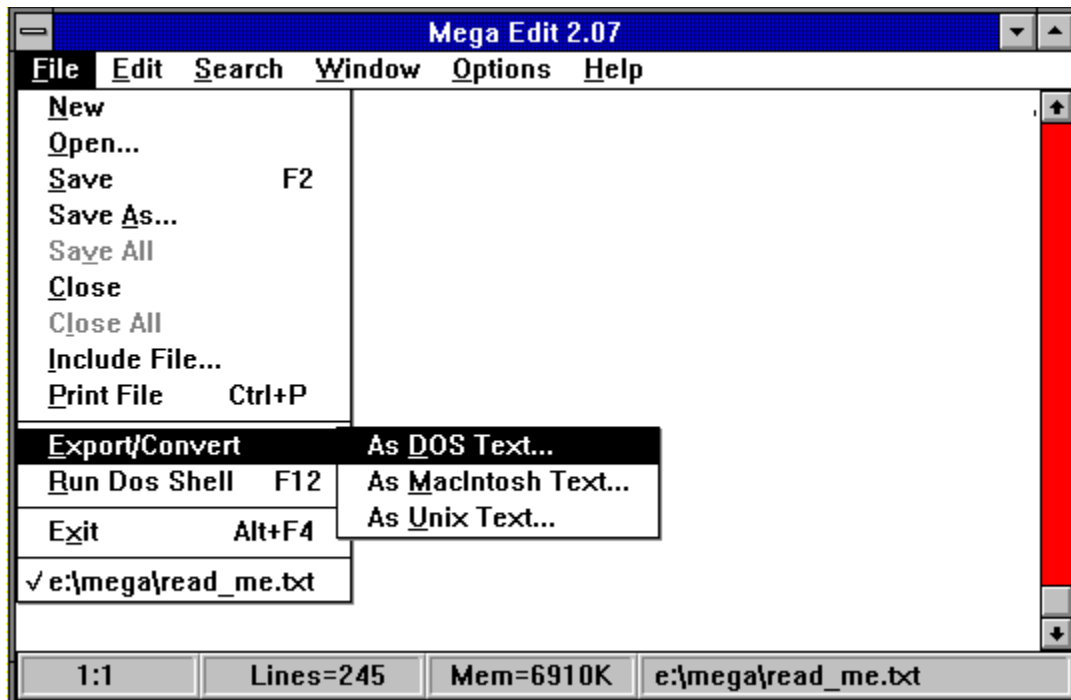 Mega Edit 2.07
File Edit Search Window Options Help
New
Open...
Save F2
Save As...
Save All
Close
Close All
Include File...
Print File Ctrl+P
Export/Convert
As DOS Text...
As MacIntosh Text...
As Unix Text...
Run Dos Shell F12
Exit Alt+F4
√ e:\mega\read_me.txt
1:1 Lines=245 Mem=6910K e:\mega\read_me.txt